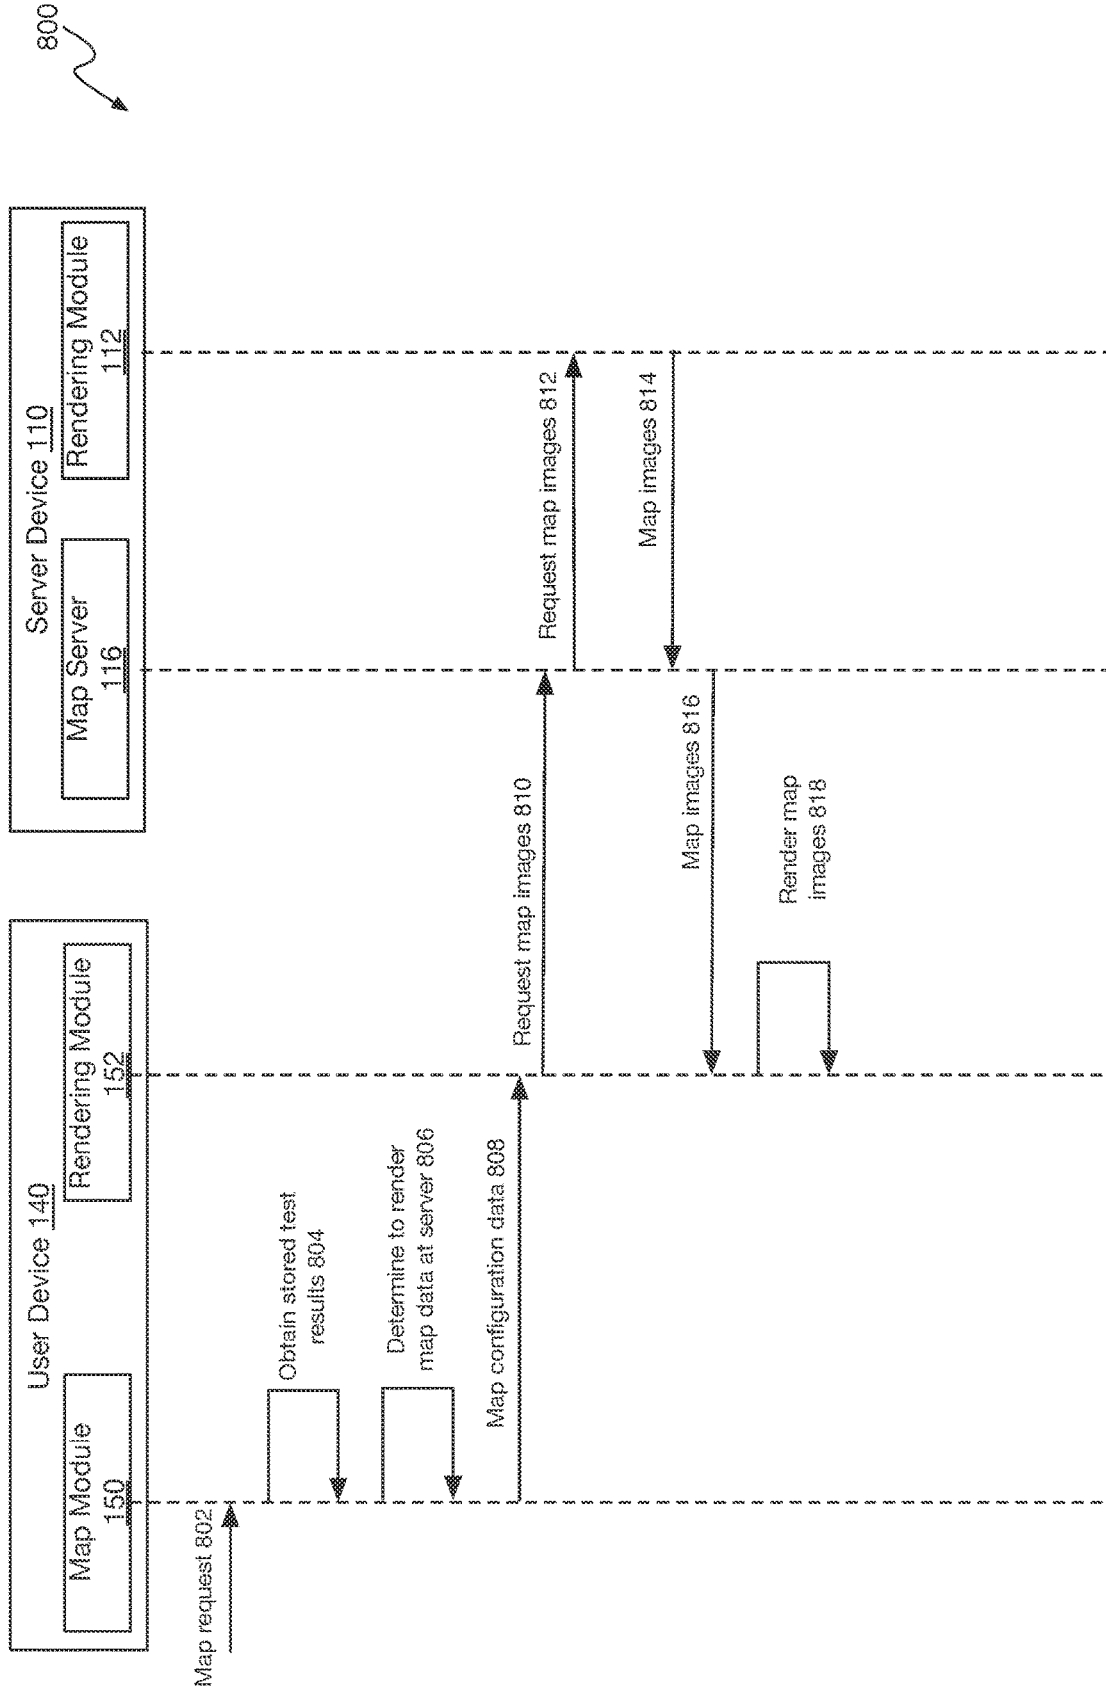 800
User Device 140
Server Device 110
Map Module
150
Rendering Module
152
Map Server
116
Rendering Module
112
Map request 802
Obtain stored test
results 804
Determine to render
map data at server 806
Map configuration data 808
Request map images 810
Request map images 812
Map images 814
Map images 816
Render map
images 818